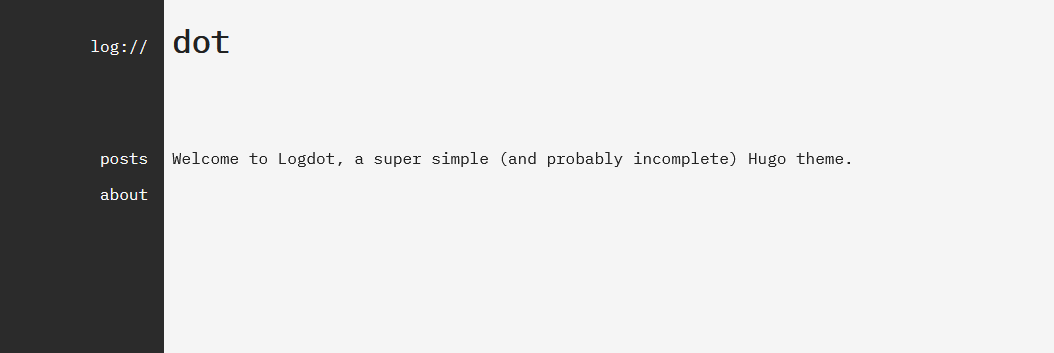 log:// dot
posts Welcome to Logdot, a super simple (and probably incomplete) Hugo theme.
about